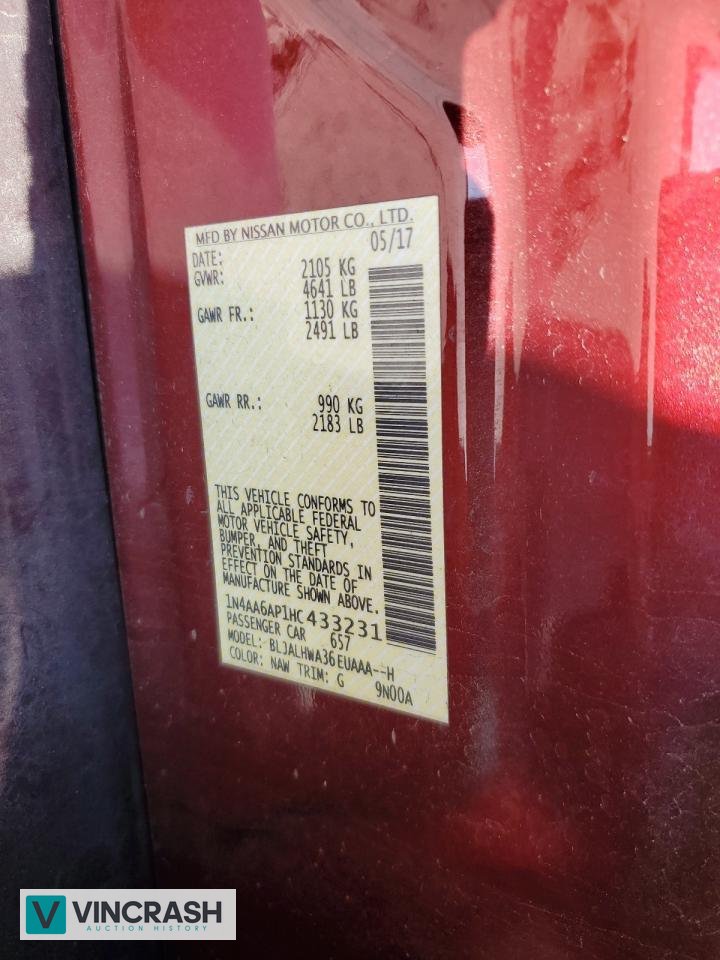 MFD BY NISSAN MOTOR CO., LTD.
DATE: 05/17
GVWR: 2105 KG
4641 LB
GAWR FR.: 1130 KG
2491 LB
GAWR RR.: 990 KG
2183 LB
THIS VEHICLE CONFORMS TO
ALL APPLICABLE FEDERAL
MOTOR VEHICLE SAFETY,
BUMPER, AND THEFT
PREVENTION STANDARDS IN
EFFECT ON THE DATE OF
MANUFACTURE SHOWN ABOVE.
1N4AA6AP1HC433231
PASSENGER CAR 657
MODEL: BLJALHWA36EUAAA--H
COLOR: NAW TRIM: G 9N00A
V VINCRASH
AUCTION HISTORY